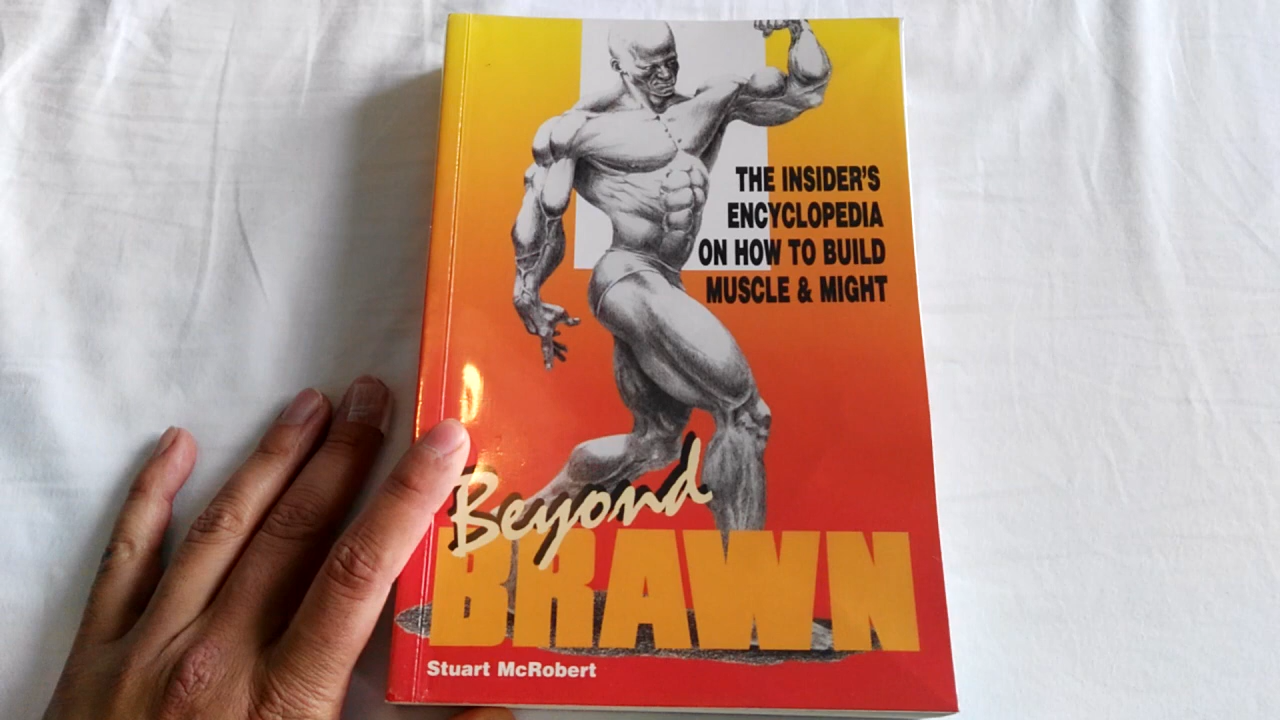 THE INSIDER'S
ENCYCLOPEDIA
ON HOW TO BUILD
MUSCLE & MIGHT
Beyond
BRAWN
Stuart McRobert